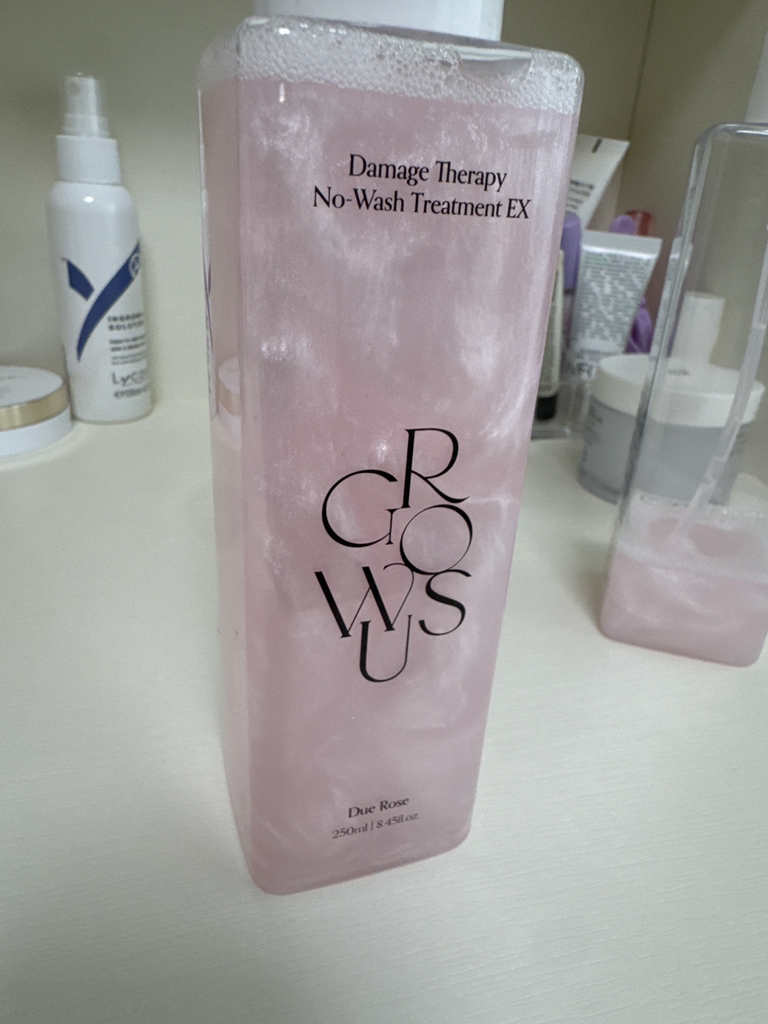 Damage Therapy
No-Wash Treatment EX
GROWUS
Due Rose
250ml | 8.45fl.oz.